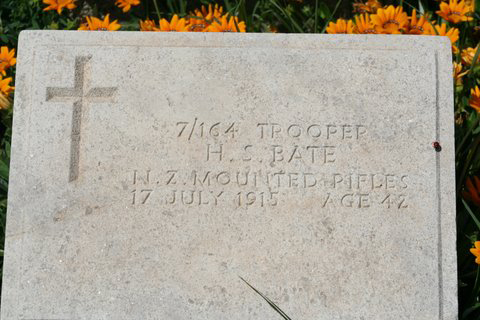 7/164 TROOPER
H. S. BATE
N.Z. MOUNTED RIFLES
17 JULY 1915 AGE 42